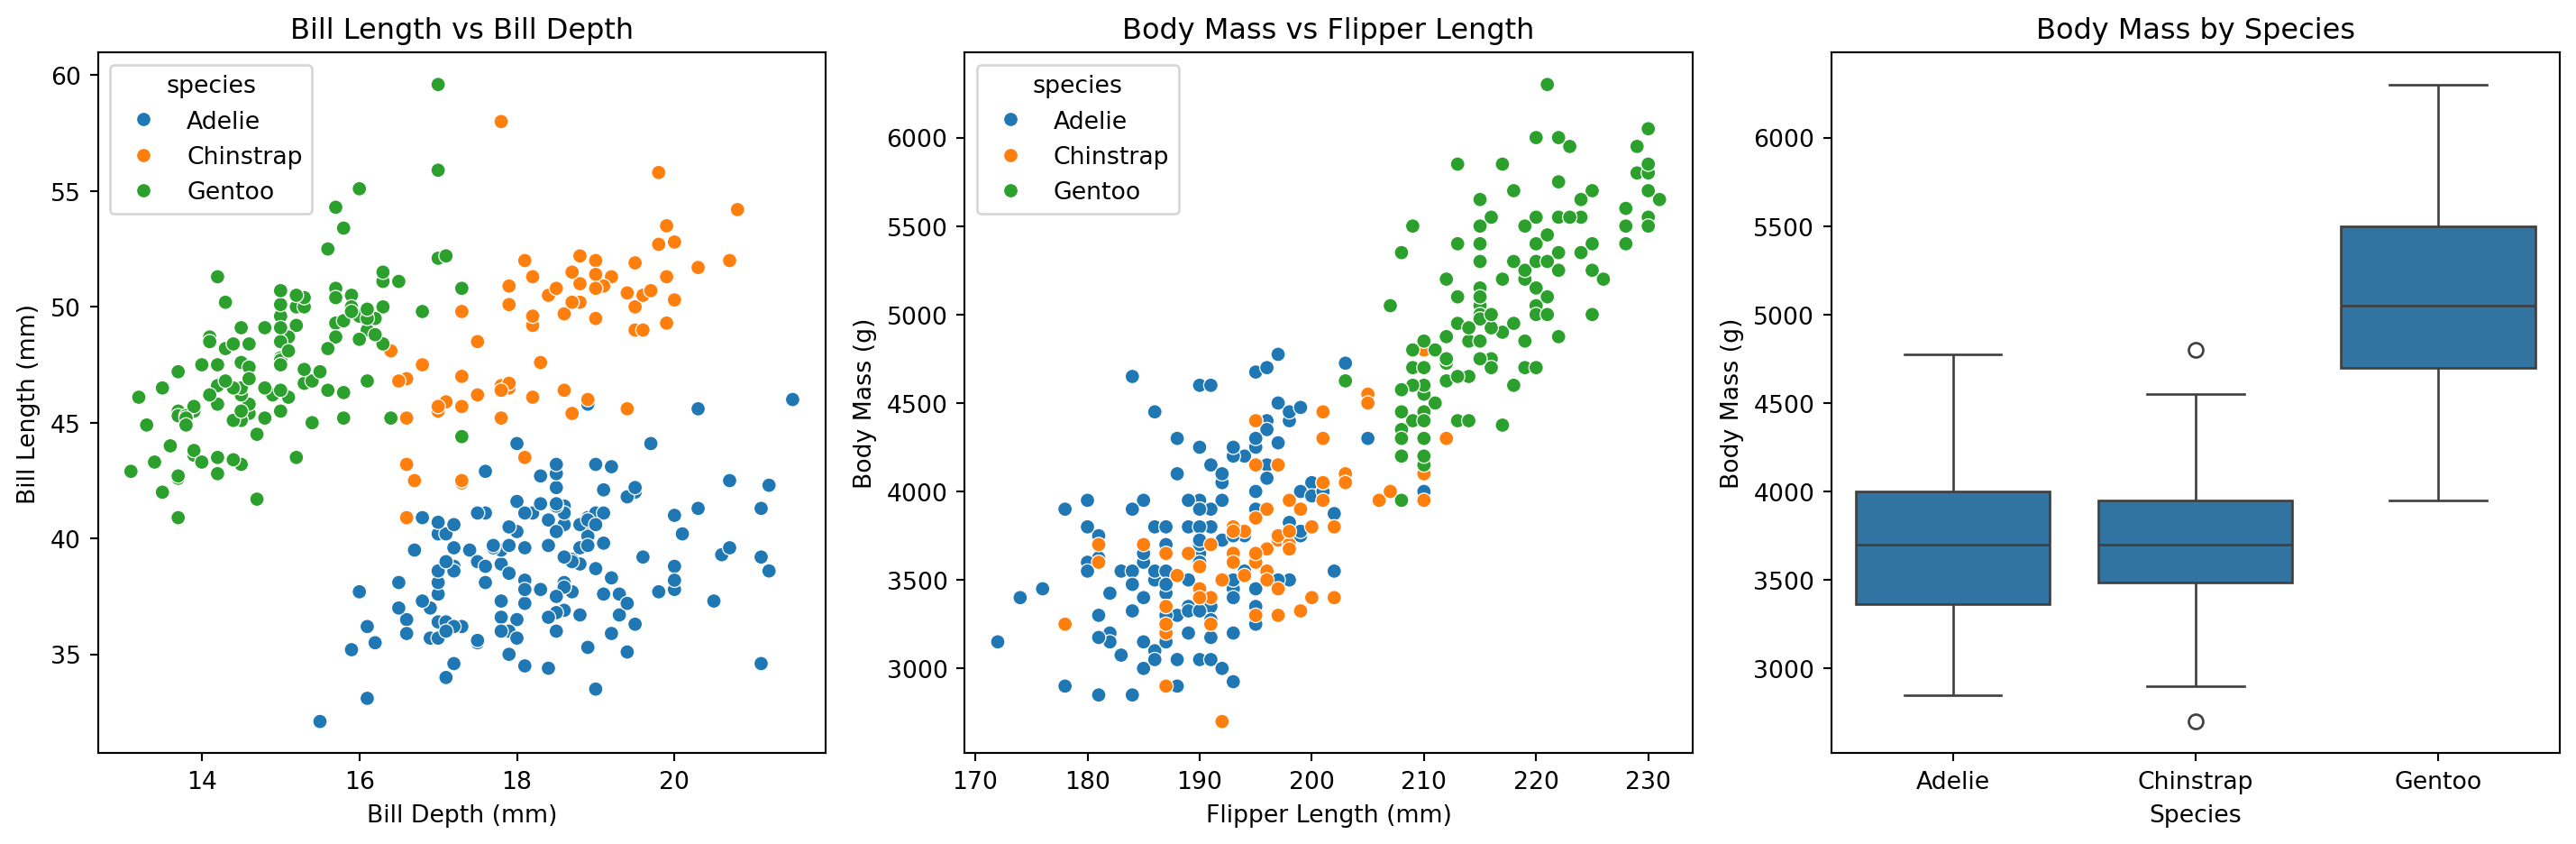 Bill Length vs Bill Depth
species
Adelie
Chinstrap
Gentoo
60
55
50
45
40
35
Bill Length (mm)
14 16 18 20
Bill Depth (mm)
Body Mass vs Flipper Length
species
Adelie
Chinstrap
Gentoo
6000
5500
5000
4500
4000
3500
3000
Body Mass (g)
170 180 190 200 210 220 230
Flipper Length (mm)
Body Mass by Species
6000
5500
5000
4500
4000
3500
3000
Body Mass (g)
Adelie Chinstrap Gentoo
Species